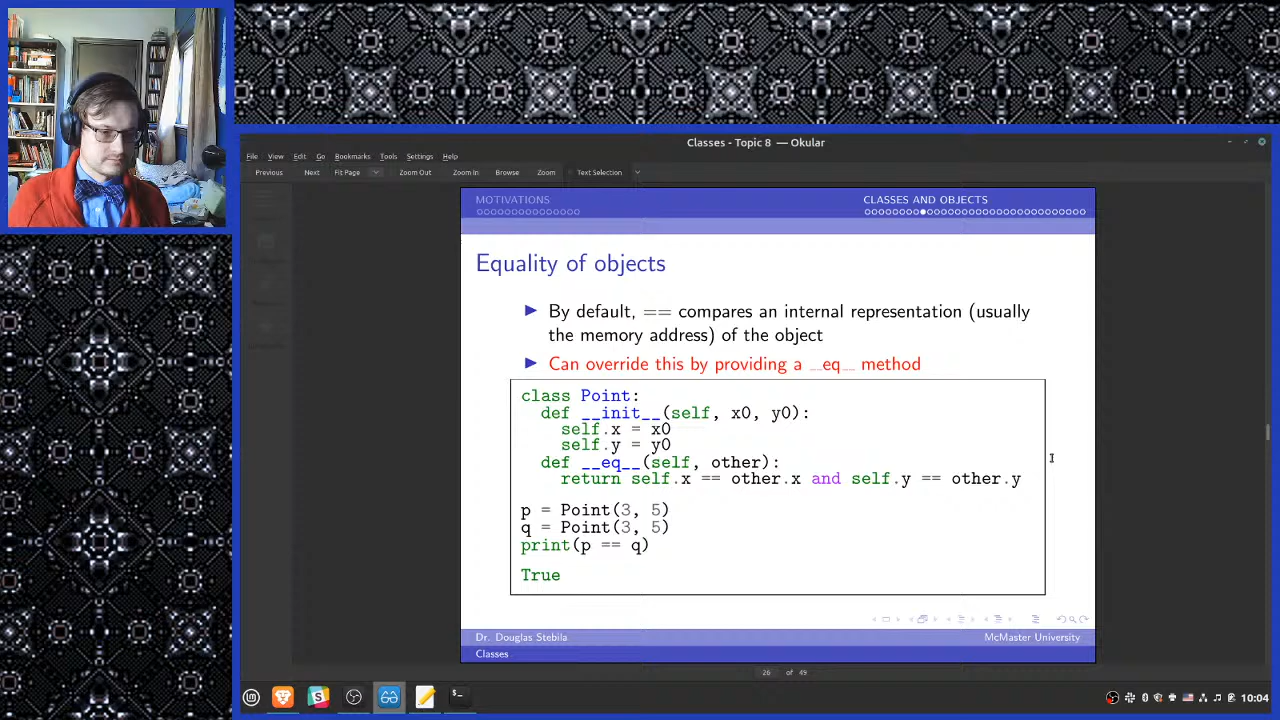 Classes - Topic 8 — Okular
File View Edit Go Bookmarks Tools Settings Help
Previous Next Fit Page Zoom Out Zoom In Browse Zoom Text Selection
MOTIVATIONS CLASSES AND OBJECTS
Equality of objects
By default, == compares an internal representation (usually
the memory address) of the object
Can override this by providing a __eq__ method
class Point:
def __init__(self, x0, y0):
self.x = x0
self.y = y0
def __eq__(self, other):
return self.x == other.x and self.y == other.y
p = Point(3, 5)
q = Point(3, 5)
print(p == q)
True
Dr. Douglas Stebila McMaster University
Classes
26 of 49
10:04